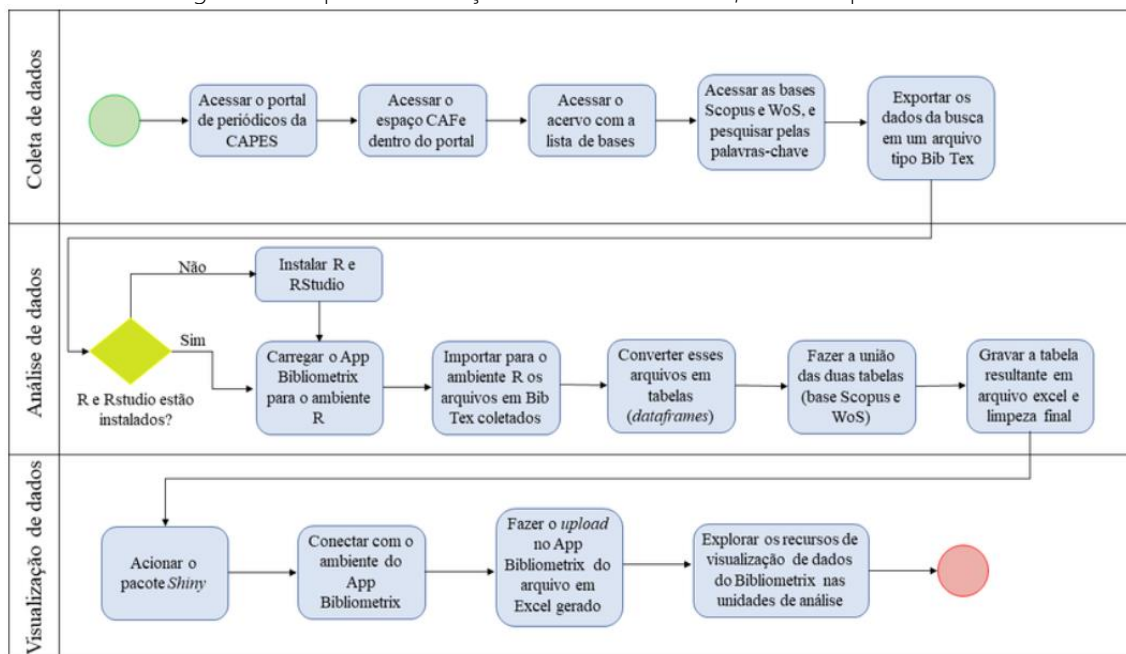 Coleta de dados
Acessar o portal
de periódicos da
CAPES
Acessar o
espaço CAFe
dentro do portal
Acessar o
acervo com a
lista de bases
Acessar as bases
Scopus e WoS, e
pesquisar pelas
palavras-chave
Exportar os
dados da busca
em um arquivo
tipo Bib Tex
Análise de dados
R e Rstudio estão
instalados?
Não
Sim
Instalar R e
RStudio
Carregar o App
Bibliometrix
para o ambiente
R
Importar para o
ambiente R os
arquivos em Bib
Tex coletados
Converter esses
arquivos em
tabelas
(dataframes)
Fazer a união
das duas tabelas
(base Scopus e
WoS)
Gravar a tabela
resultante em
arquivo excel e
limpeza final
Visualização de dados
Acionar o
pacote Shiny
Conectar com o
ambiente do
App
Bibliometrix
Fazer o upload
no App
Bibliometrix do
arquivo em
Excel gerado
Explorar os recursos de
visualização de dados
do Bibliometrix nas
unidades de análise